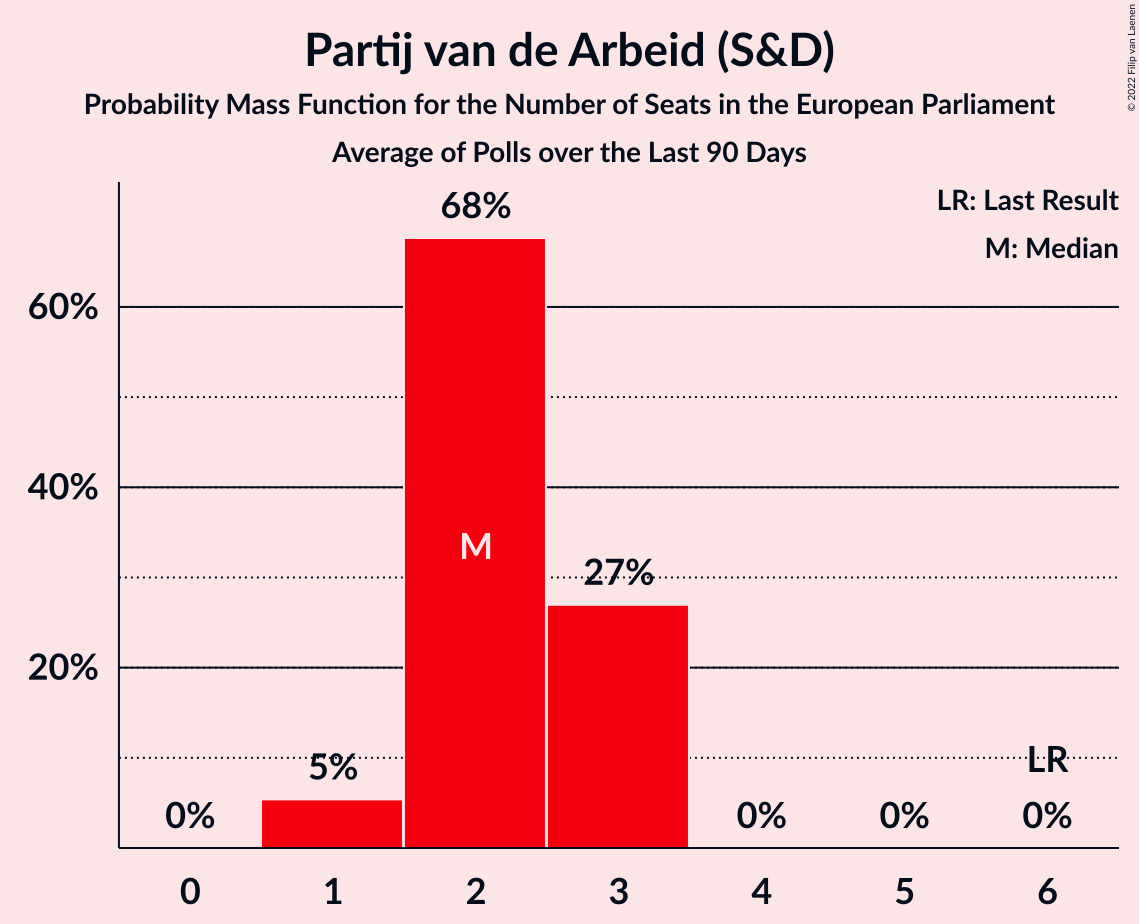 Partij van de Arbeid (S&D)
Probability Mass Function for the Number of Seats in the European Parliament
Average of Polls over the Last 90 Days
© 2022 Filip van Laenen
LR: Last Result
M: Median
68%
60%
40%
M
27%
20%
5%
LR
0%
0%
0%
0%
0 1 2 3 4 5 6